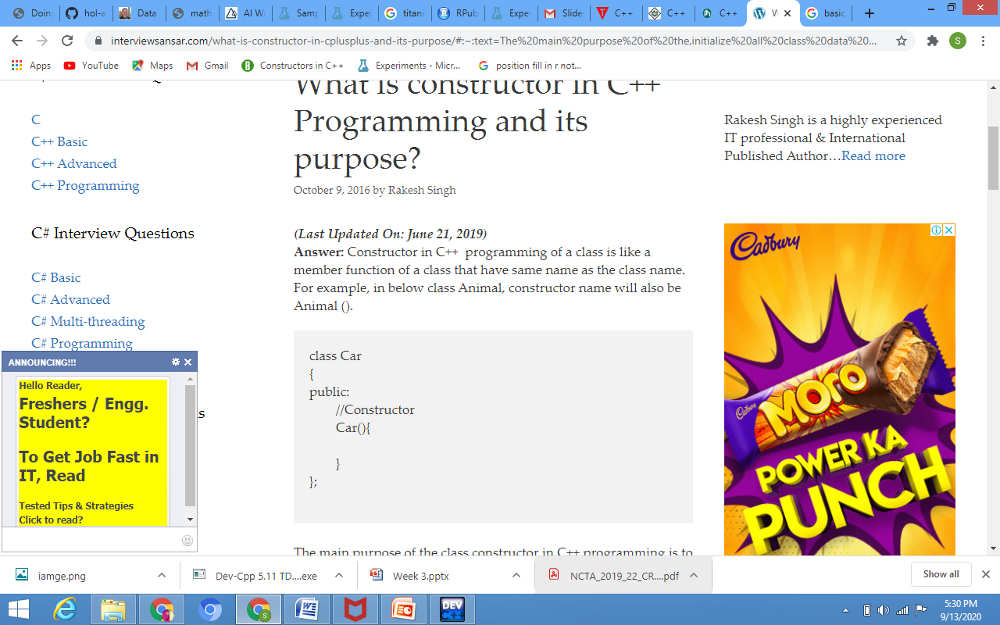 Doing
hol-a
Data
math
AI Wo
Samp
Exper
titani
RPub
Exper
Slides
C++
C++
C++
W
basic
interviewsansar.com/what-is-constructor-in-cplusplus-and-its-purpose/#:~:text=The%20main%20purpose%20of%20the,initialize%20all%20class%20data%20...
S
Apps
YouTube
Maps
Gmail
Constructors in C++
Experiments - Micr...
position fill in r not...
C
C++ Basic
C++ Advanced
C++ Programming
C# Interview Questions
C# Basic
C# Advanced
C# Multi-threading
C# Programming
ANNOUNCING!!!
Hello Reader,
Freshers / Engg.
Student?
To Get Job Fast in
IT, Read
Tested Tips & Strategies
Click to read?
What is constructor in C++
Programming and its
purpose?
October 9, 2016 by Rakesh Singh
(Last Updated On: June 21, 2019)
Answer: Constructor in C++ programming of a class is like a
member function of a class that have same name as the class name.
For example, in below class Animal, constructor name will also be
Animal ().
class Car
{
public:
//Constructor
Car(){
}
};
The main purpose of the class constructor in C++ programming is to
Rakesh Singh is a highly experienced
IT professional & International
Published Author…Read more
Cadbury
Cadbury
MORO
POWER KA
PUNCH
iamge.png
Dev-Cpp 5.11 TD....exe
Week 3.pptx
NCTA_2019_22_CR....pdf
Show all
S
DEV
C++
5:30 PM
9/13/2020